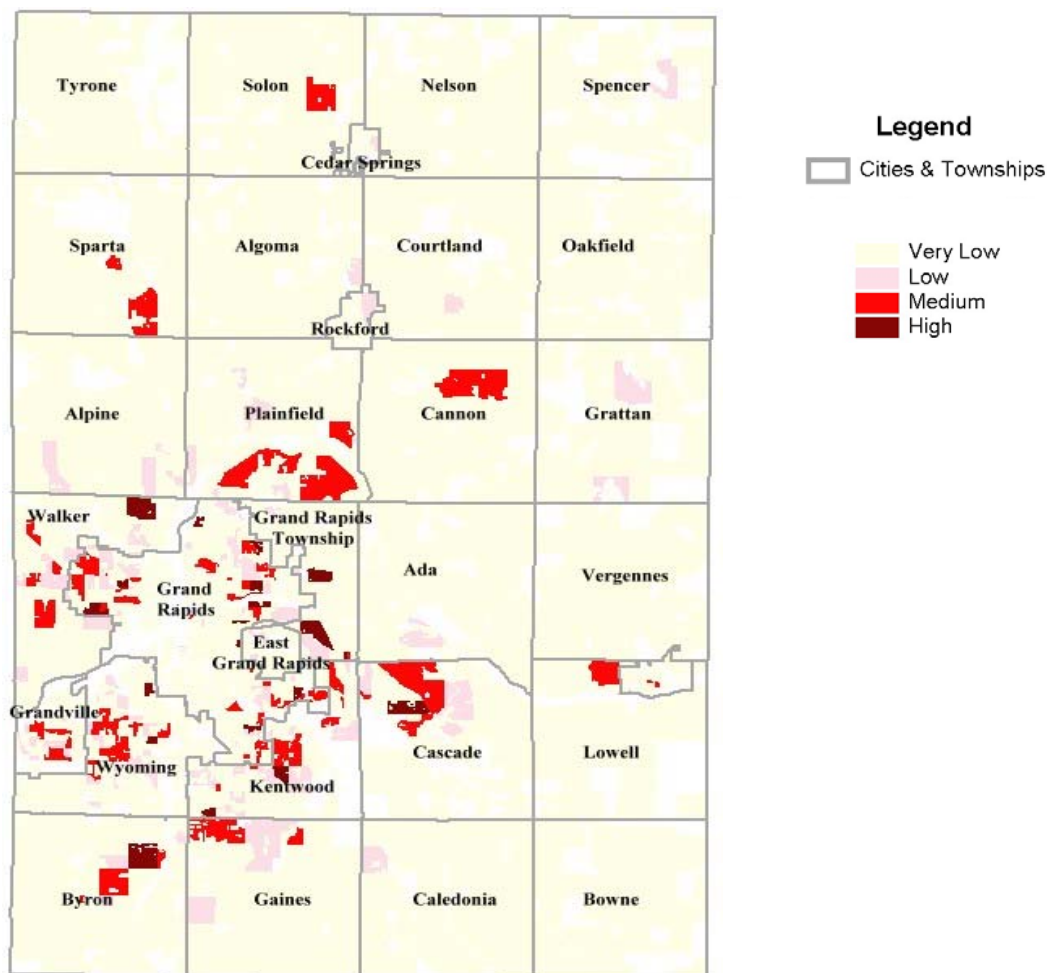 Tyrone
Solon
Nelson
Spencer
Cedar Springs
Legend
Cities & Townships
Very Low
Low
Medium
High
Sparta
Algoma
Courtland
Oakfield
Rockford
Alpine
Plainfield
Cannon
Grattan
Walker
Grand Rapids
Township
Ada
Vergennes
Grand
Rapids
East
Grand Rapids
Grandville
Wyoming
Kentwood
Cascade
Lowell
Byron
Gaines
Caledonia
Bowne